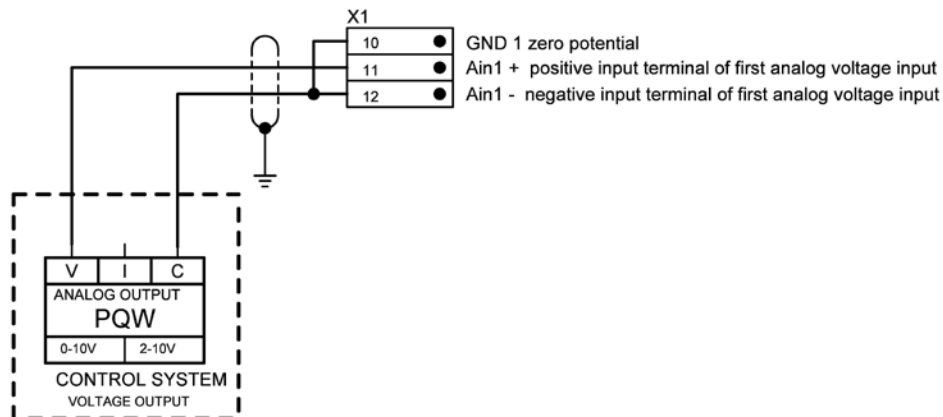 X1
10 GND 1 zero potential
11 Ain1 + positive input terminal of first analog voltage input
12 Ain1 - negative input terminal of first analog voltage input
V I C
ANALOG OUTPUT
PQW
0-10V 2-10V
CONTROL SYSTEM
VOLTAGE OUTPUT